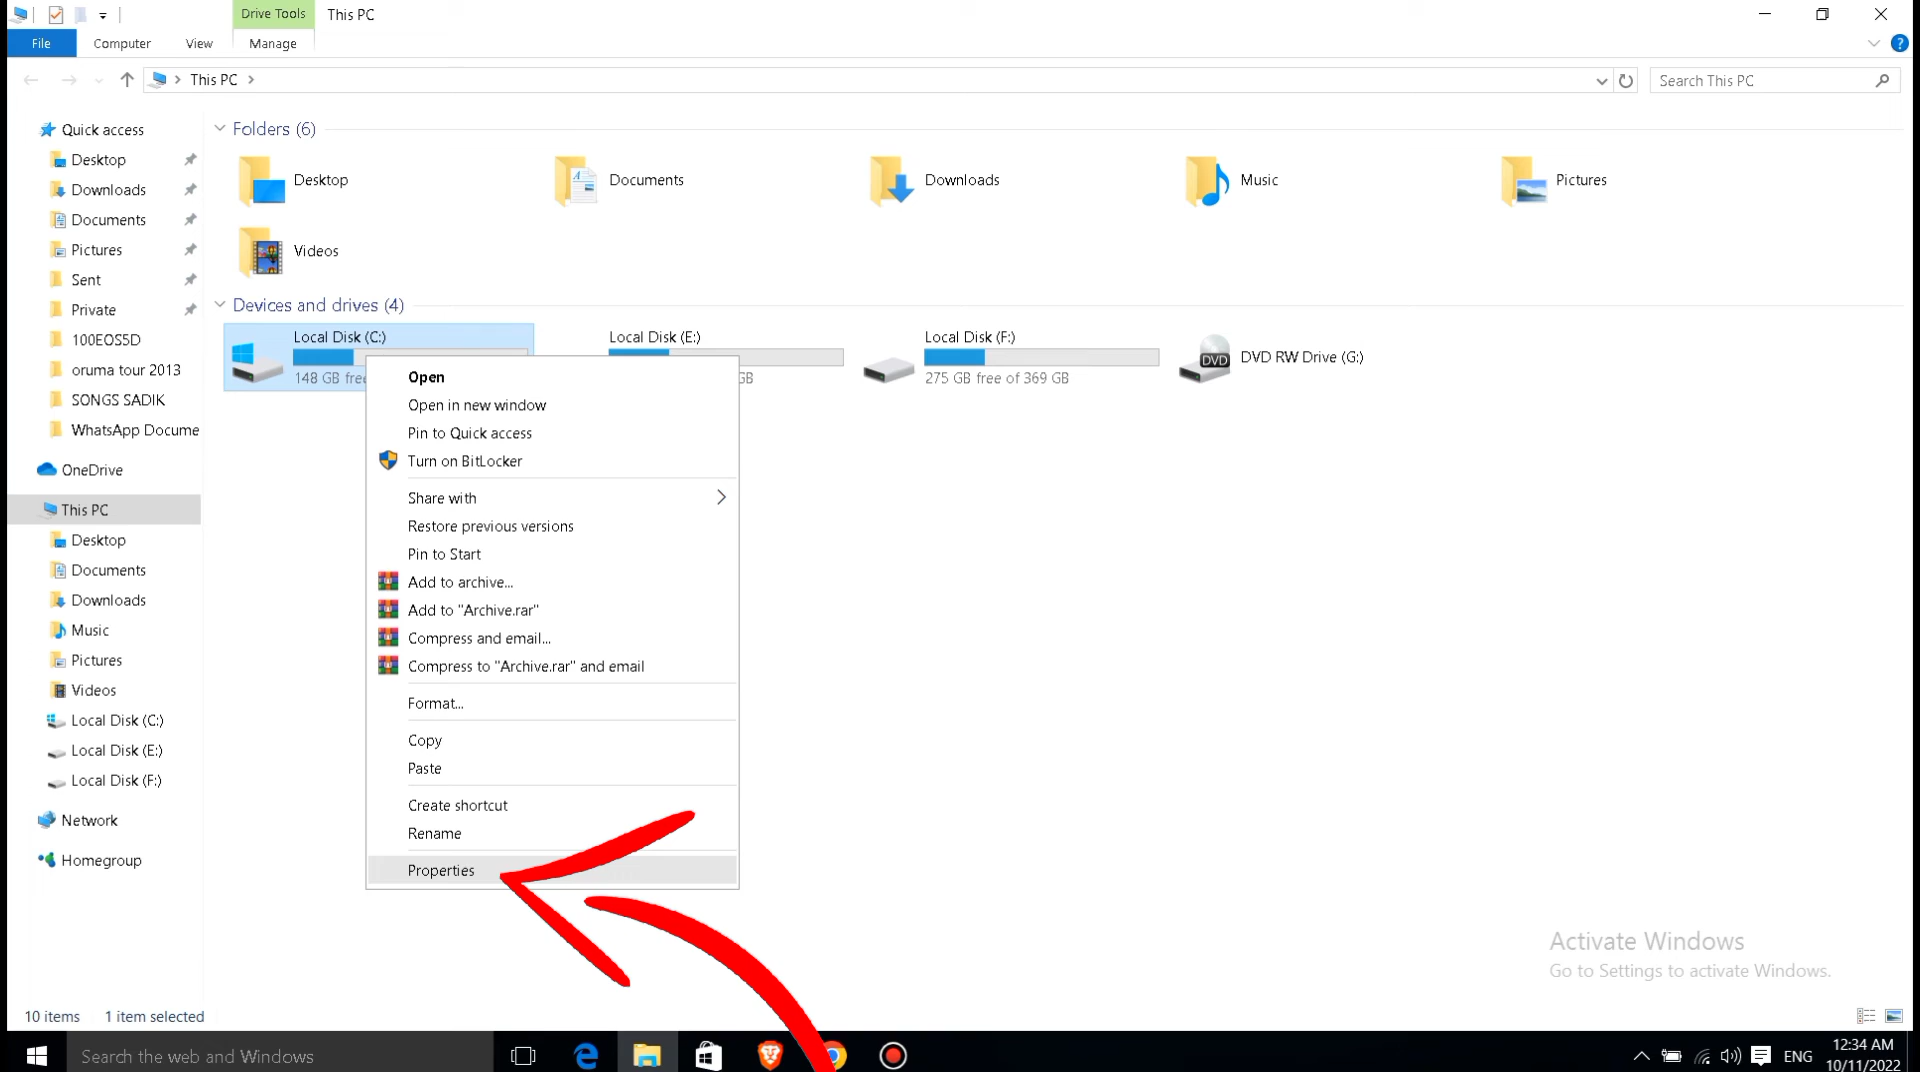 Drive Tools
This PC
File
Computer
View
Manage
This PC
Search This PC
Quick access
Desktop
Downloads
Documents
Pictures
Sent
Private
100EOS5D
oruma tour 2013
SONGS SADIK
WhatsApp Docume
OneDrive
This PC
Desktop
Documents
Downloads
Music
Pictures
Videos
Local Disk (C:)
Local Disk (E:)
Local Disk (F:)
Network
Homegroup
Folders (6)
Desktop
Documents
Downloads
Music
Pictures
Videos
Devices and drives (4)
Local Disk (C:)
148 GB free
Local Disk (E:)
GB
Local Disk (F:)
275 GB free of 369 GB
DVD
DVD RW Drive (G:)
Open
Open in new window
Pin to Quick access
Turn on BitLocker
Share with
Restore previous versions
Pin to Start
Add to archive...
Add to "Archive.rar"
Compress and email...
Compress to "Archive.rar" and email
Format...
Copy
Paste
Create shortcut
Rename
Properties
Activate Windows
Go to Settings to activate Windows.
10 items
1 item selected
Search the web and Windows
ENG
12:34 AM
10/11/2022